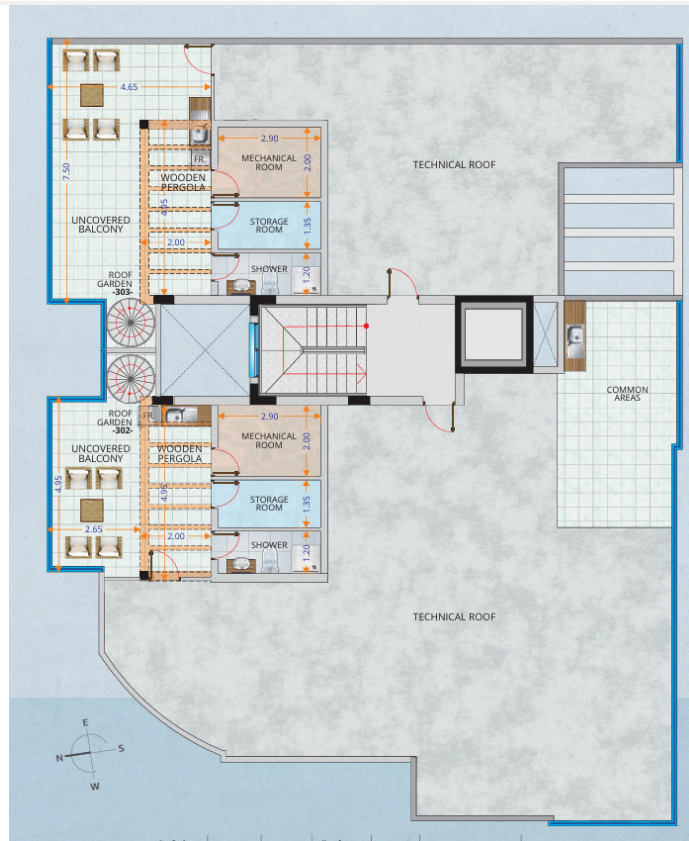 4.65
2.90
MECHANICAL
ROOM
2.00
TECHNICAL ROOF
FR.
WOODEN
PERGOLA
7.50
4.95
STORAGE
ROOM
1.35
UNCOVERED
BALCONY
2.00
SHOWER
1.20
ROOF
GARDEN
-303-
COMMON
AREAS
ROOF
GARDEN
-302-
FR.
2.90
MECHANICAL
ROOM
2.00
UNCOVERED
BALCONY
WOODEN
PERGOLA
4.95
4.95
STORAGE
ROOM
1.35
2.65
2.00
SHOWER
1.20
TECHNICAL ROOF
E
N
S
W